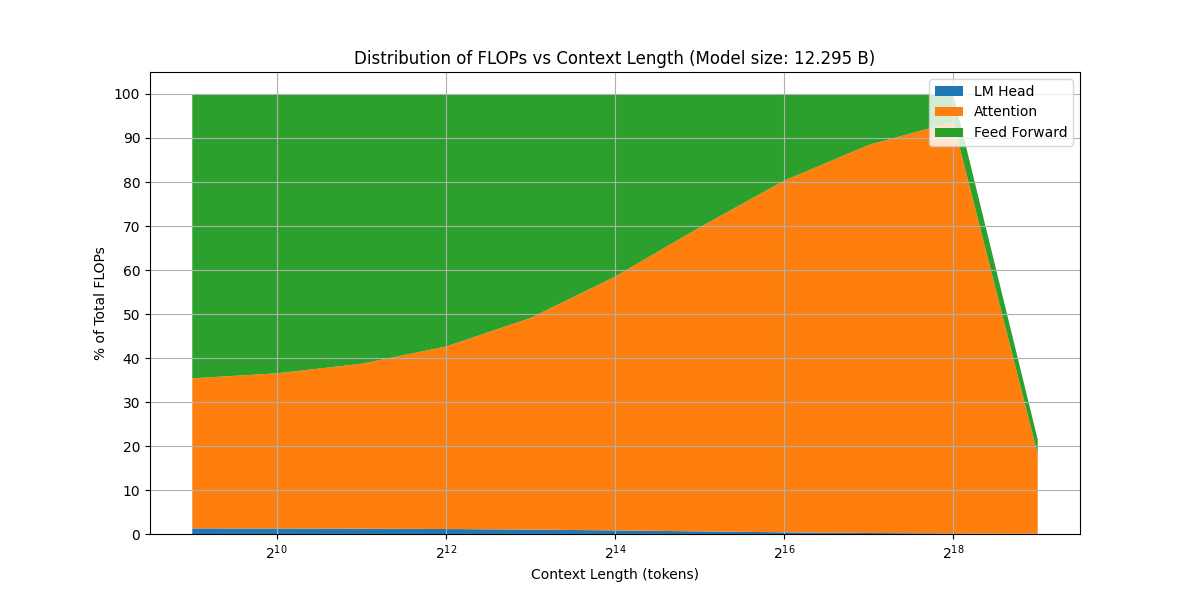 Distribution of FLOPs vs Context Length (Model size: 12.295 B)
LM Head
Attention
Feed Forward
% of Total FLOPs
100
90
80
70
60
50
40
30
20
10
0
2^10 2^12 2^14 2^16 2^18
Context Length (tokens)